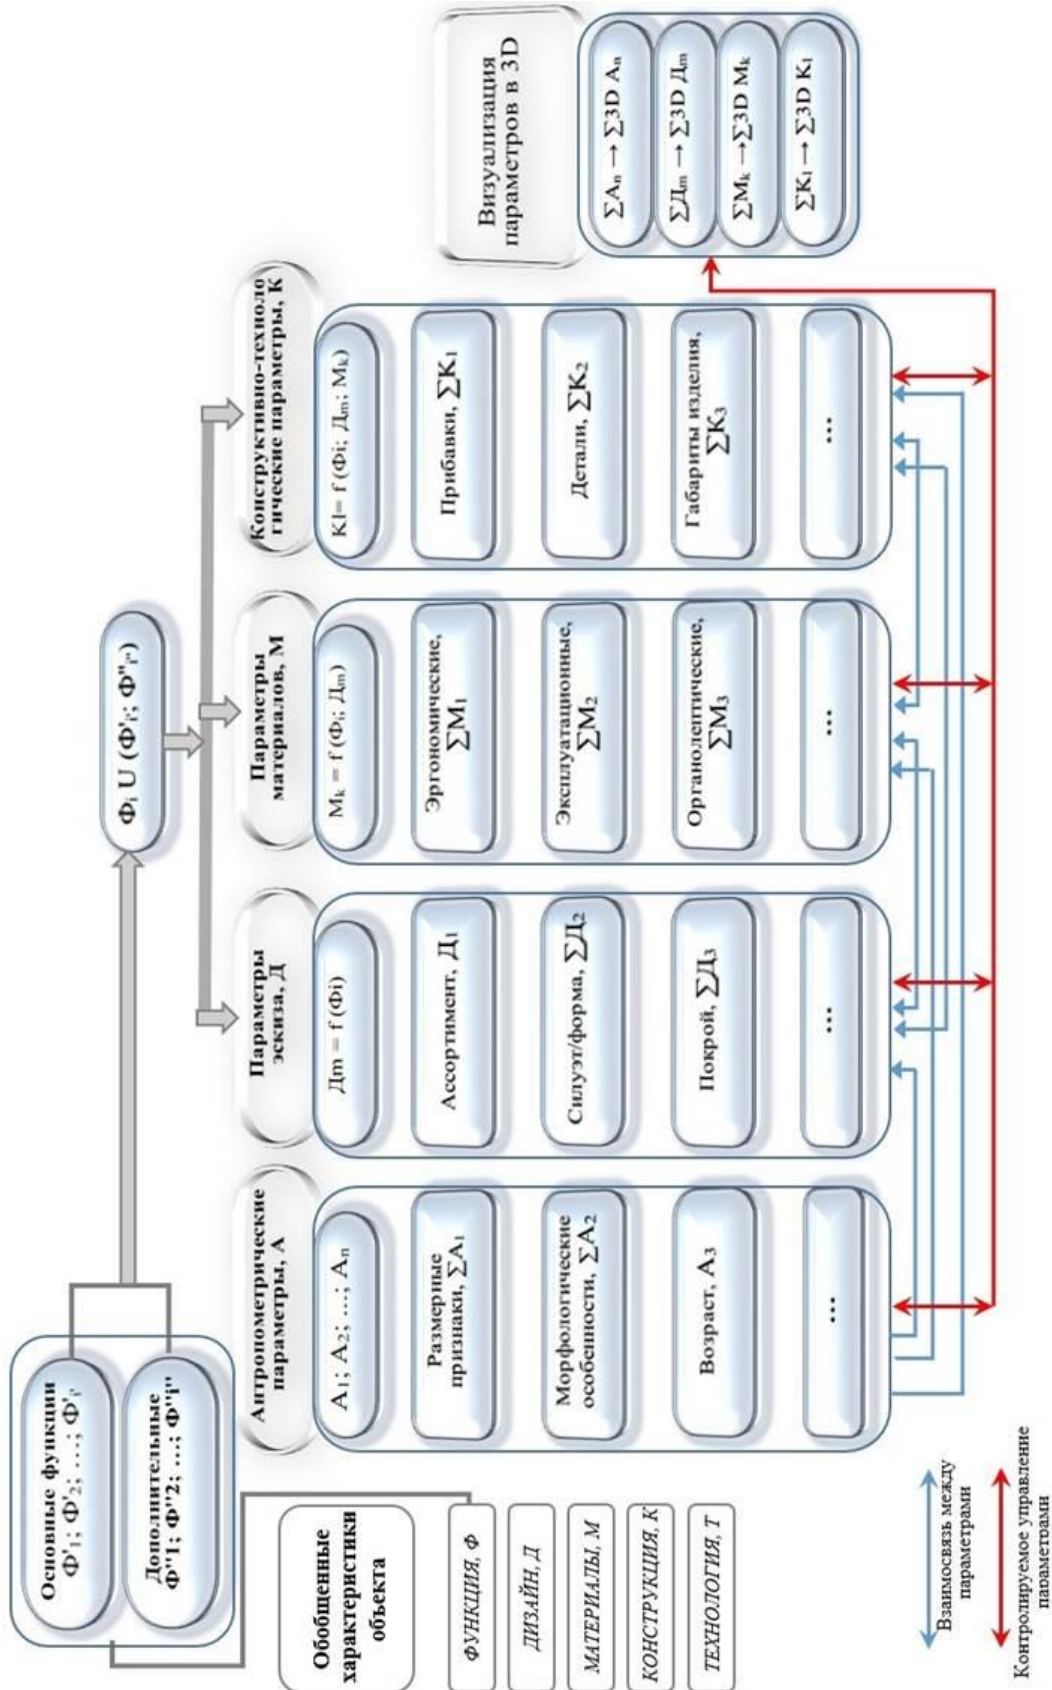 Основные функции
Ф'1; Ф'2; …; Ф'i'
Дополнительные
Ф"1; Ф"2; …; Ф"i"
Фi U (Ф'i'; Ф"i")
Обобщенные
характеристики
объекта
ФУНКЦИЯ, Ф
ДИЗАЙН, Д
МАТЕРИАЛЫ, М
КОНСТРУКЦИЯ, К
ТЕХНОЛОГИЯ, Т
Антропометрические
параметры, А
А1; А2; …; Аn
Размерные
признаки, ∑А1
Морфологические
особенности, ∑А2
Возраст, А3
…
Параметры
эскиза, Д
Дm = f (Фi)
Ассортимент, Д1
Силуэт/форма, ∑Д2
Покрой, ∑Д3
…
Параметры
материалов, М
Мk = f (Фi; Дm)
Эргономические,
∑М1
Эксплуатационные,
∑М2
Органолептические,
∑М3
…
Конструктивно-техноло
гические параметры, К
Kl= f (Фi; Дm; Мk)
Прибавки, ∑К1
Детали, ∑К2
Габариты изделия,
∑К3
…
Визуализация
параметров в 3D
∑Аn → ∑3D Аn
∑Дm → ∑3D Дm
∑Мk →∑3D Мk
∑Кl → ∑3D Кl
Взаимосвязь между
параметрами
Контролируемое управление
параметрами